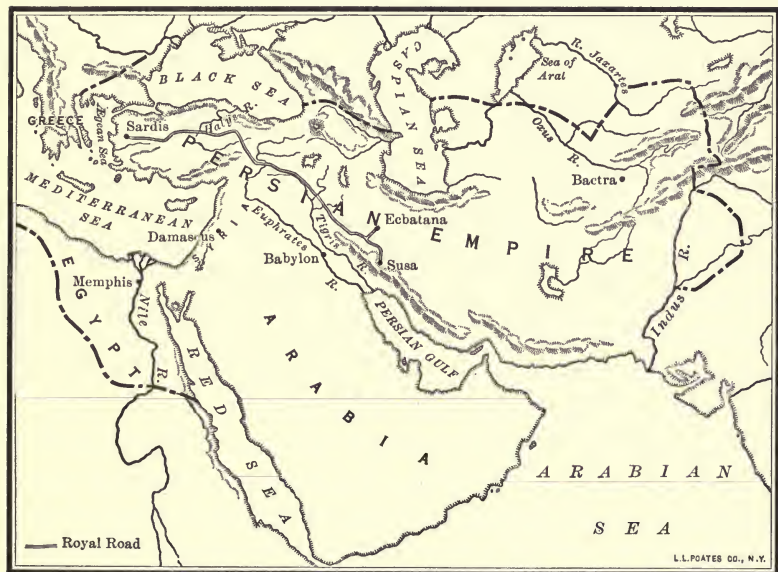 BLACK SEA
CASPIAN SEA
Sea of
Aral
R. Jaxartes
GREECE
Ægean Sea
Sardis
Halys R.
Oxus R.
Bactra
PERSIAN EMPIRE
MEDITERRANEAN
SEA
Damascus
SYRIA
Euphrates R.
Tigris R.
Ecbatana
Babylon
Susa
Indus R.
EGYPT
Memphis
Nile R.
PERSIAN GULF
RED SEA
ARABIA
ARABIAN
SEA
Royal Road
L.L.POATES CO., N.Y.